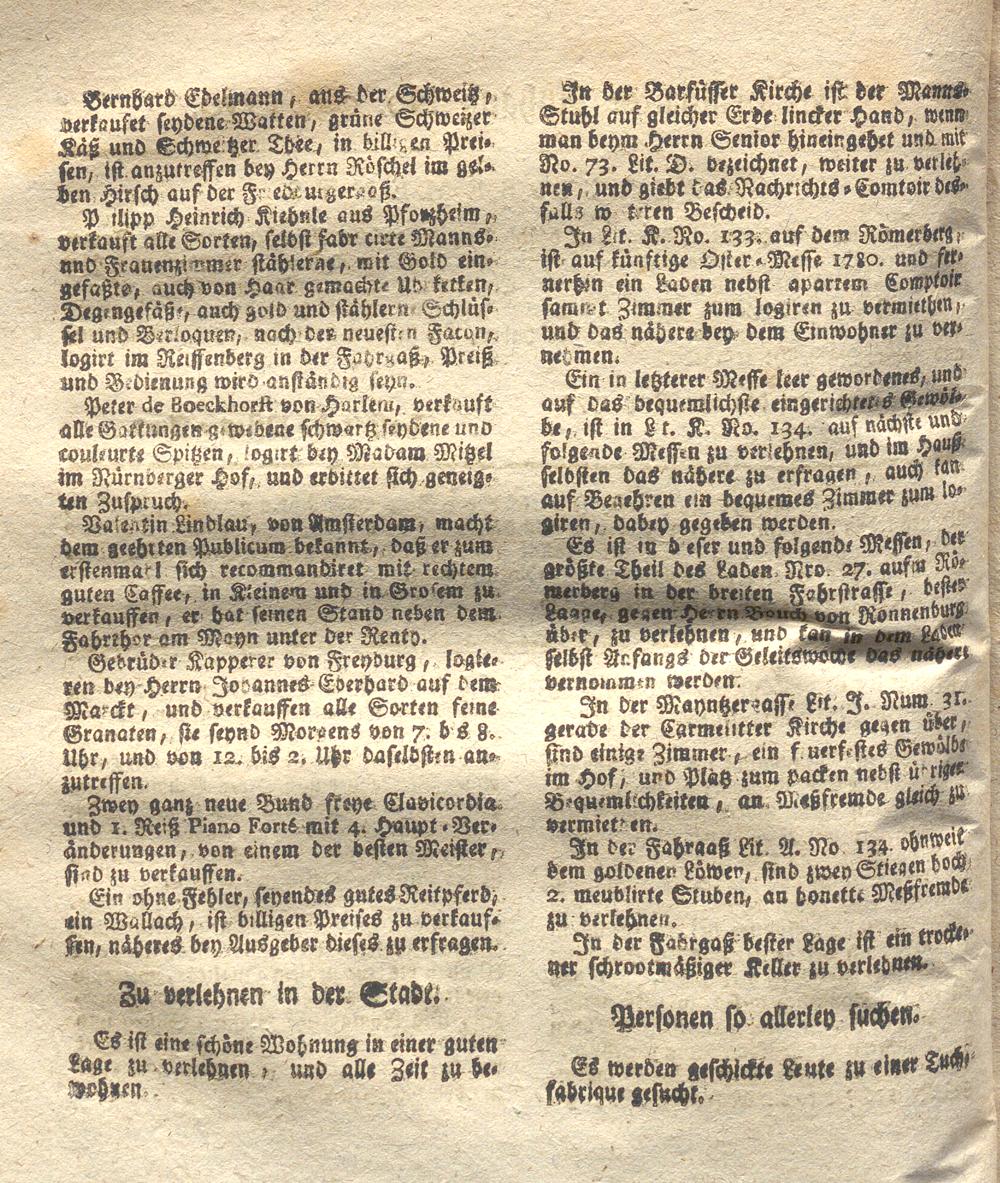 Bernhard Edelmann, aus der Schweitz,
verkaufet seydene Watten, grüne Schweizer
Käß und Schweitzer Thee, in billigen Prei-
sen, ist anzutreffen bey Herrn Röschel im gel-
ben Hirsch auf der
P ilipp Heinrich Kiehnle aus Pfortzheim,
verkauft alle Sorten, selbst fabricirte Manns-
und Frauenzimmer stählerne, mit Gold ein-
gefaßte, auch von Haar gemachte Uhrketten,
Degengefäße, auch gold und stählern Schlüs-
sel und Berloquen, nach der neuesten Facon,
logirt im Reiffenberg in der Fahrgaß, Preiß
und Bedienung wird anständig seyn.
Peter de Boeckhorst von Harlem, verkauft
alle Gattungen gewebene schwartz seydene und
couleurte Spitzen, logirt bey Madam Mitzel
im Nürnberger Hof, und erbittet sich geneig-
ten Zuspruch.
Valentin Lindlau, von Amsterdam, macht
dem geehrten Publicum bekannt, daß er zum
erstenmal sich recommandiret mit rechtem
guten Caffee, in Kleinem und in Grosem zu
verkauffen, er hat seinen Stand neben dem
Fahrthor am Mayn unter der Renth.
Gebrüder Kapperer von Freyburg, logie-
ren bey Herrn Johannes Eberhard auf dem
Marckt, und verkauffen alle Sorten feine
Granaten, sie seynd Morgens von 7. bis 8.
Uhr, und von 12. bis 2. Uhr daselbsten an-
zutreffen.
Zwey ganz neue Bund freye Clavicordia
und 1. Reiß Piano Forté mit 4. Haupt-Ver-
änderungen, von einem der besten Meister,
sind zu verkauffen.
Ein ohne Fehler, seyendes gutes Reitpferd,
ein Wallach, ist billigen Preises zu verkauf-
fen, näheres bey Ausgeber dieses zu erfragen.
Zu verlehnen in der Stadt.
Es ist eine schöne Wohnung in einer guten
Lage zu verlehnen, und alle Zeit zu be-
wohnen.
In der Barfüsser Kirche ist der Manns-
Stuhl auf gleicher Erde lincker Hand, wenn
man beym Herrn Senior hineingehet und mit
No. 73. Lit. D. bezeichnet, weiter zu verleh-
nen, und giebt das Nachrichts-Comtoir des-
falls weiteren Bescheid.
In Lit. K. No. 133. auf dem Römerberg,
ist auf künftige Oster-Messe 1780. und fer-
nerhin ein Laden nebst apartem Comptoir
sammt Zimmer zum logiren zu vermiethen,
und das nähere bey dem Einwohner zu ver-
nehmen.
Ein in letzterer Messe leer gewordenes, und
auf das bequemlichste eingerichtetes Gewöl-
be, ist in Lit. K. No. 134. auf nächste und
folgende Messen zu verlehnen, und im Hauß
selbsten das nähere zu erfragen, auch kan
auf Begehren ein bequemes Zimmer zum lo-
giren, dabey gegeben werden.
Es ist in dieser und folgende Messen, der
größte Theil des Laden Nro. 27. aufm Rö-
merberg in der breiten Fahrstrasse, bester
Laage, gegen Herrn Bouch von Ronnenburg
über, zu verlehnen, und kan in dem Laden
selbst Anfangs der Geleitswoche das nähere
vernommen werden.
In der Mayntzergasse Lit. J. Num. 31.
gerade der Carmelitter Kirche gegen über,
sind einige Zimmer, ein feuerfestes Gewölbe
im Hof, und Platz zum packen nebst übriger
Bequemlichkeiten, an Meßfremde gleich zu
vermiethen.
In der Fahrgaß Lit. A. No. 134. ohnweit
dem goldenen Löwen, sind zwey Stiegen hoch
2. meublirte Stuben, an honette Meßfremde
zu verlehnen.
In der Fahrgaß bester Lage ist ein trocke-
ner schrootmäßiger Keller zu verlehnen.
Personen so allerley suchen.
Es werden geschickte Leute zu einer Tuch-
fabrique gesucht.